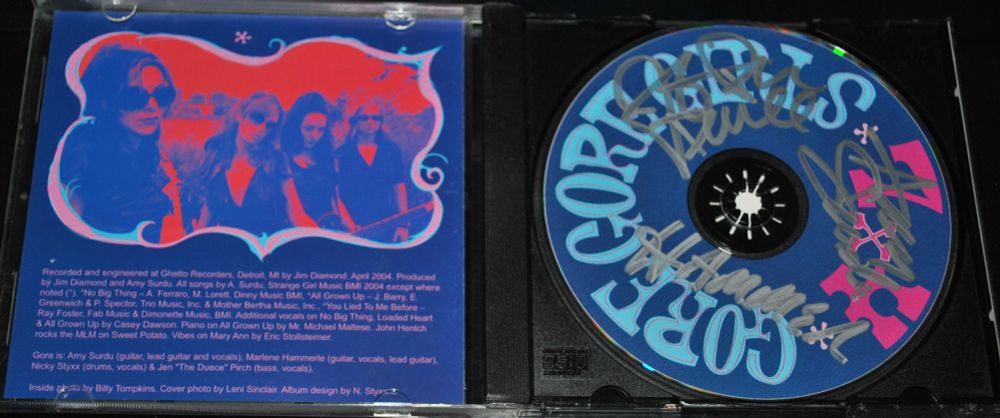 Recorded and engineered at Ghetto Recorders, Detroit, MI by Jim Diamond, April 2004. Produced
by Jim Diamond and Amy Surdu. All songs by A. Surdu, Strange Girl Music BMI 2004 except where
noted (*). *No Big Thing – A. Ferraro, M. Lorett, Dinny Music BMI, *All Grown Up – J. Barry, E.
Greenwich & P. Spector, Trio Music, Inc. & Mother Bertha Music, Inc., *You Lied To Me Before –
Ray Foster, Fab Music & Dimonette Music, BMI. Additional vocals on No Big Thing, Loaded Heart
& All Grown Up by Casey Dawson. Piano on All Grown Up by Mr. Michael Maltese. John Hentch
rocks the MLM on Sweet Potato. Vibes on Mary Ann by Eric Stollsteimer.
Gore is: Amy Surdu (guitar, lead guitar and vocals), Marlene Hammerle (guitar, vocals, lead guitar),
Nicky Styxx (drums, vocals) & Jen "The Duece" Pirch (bass, vocals).
Inside photo by Billy Tompkins. Cover photo by Leni Sinclair. Album design by N. Styxx
GORE GORE GIRLS